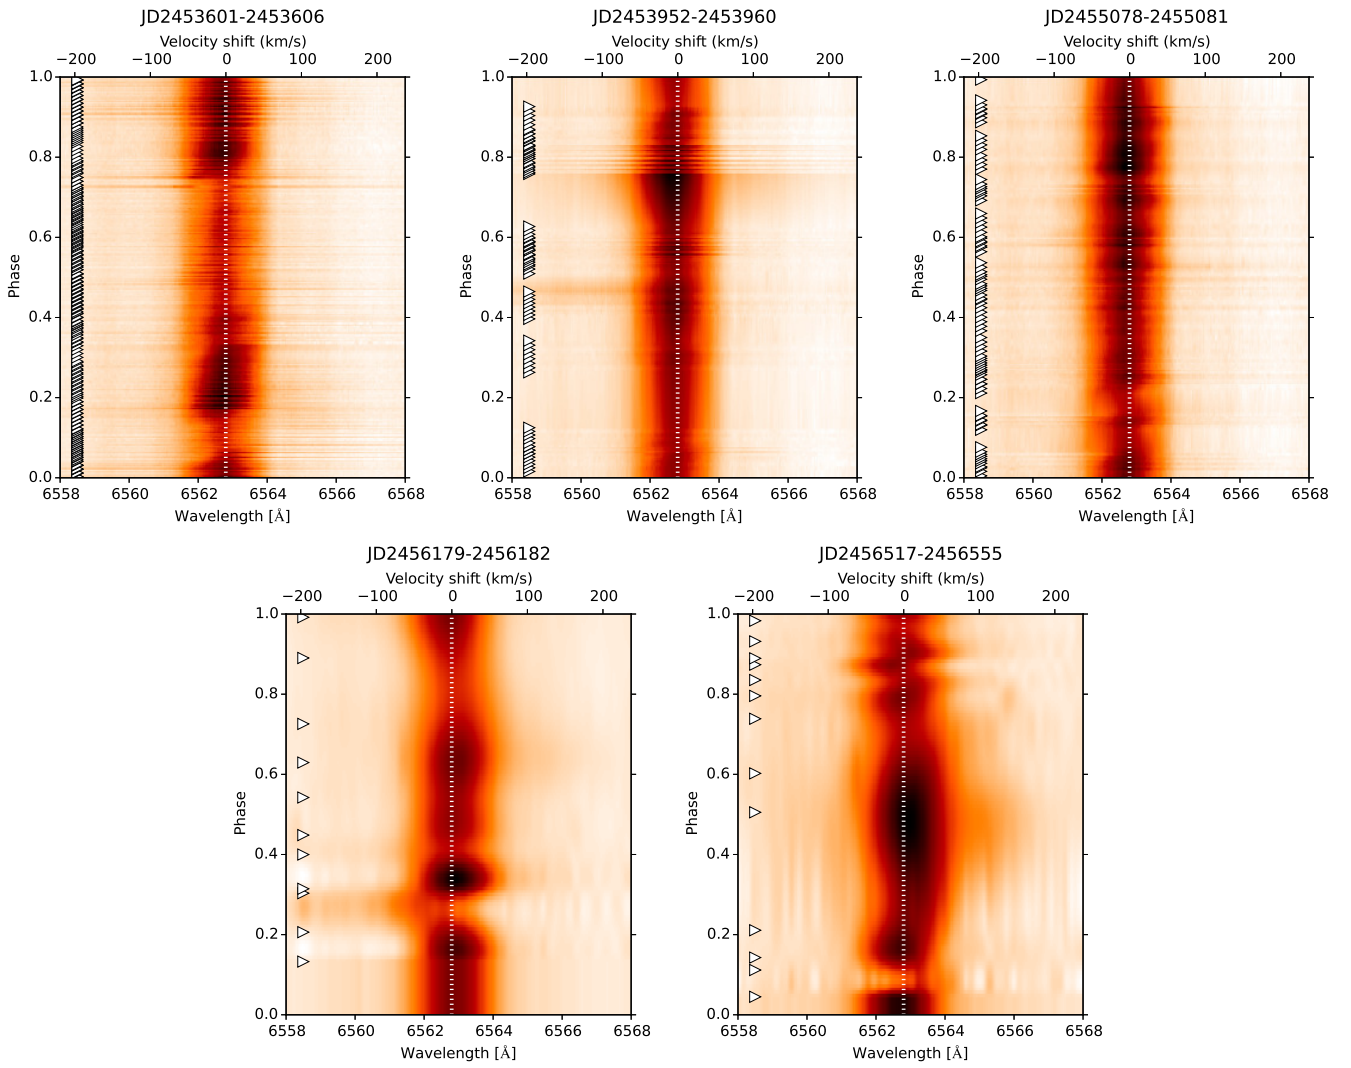 JD2453601-2453606
Velocity shift (km/s)
−200 −100 0 100 200
1.0
0.8
0.6
0.4
0.2
0.0
Phase
6558 6560 6562 6564 6566 6568
Wavelength [Å]
JD2453952-2453960
Velocity shift (km/s)
−200 −100 0 100 200
1.0
0.8
0.6
0.4
0.2
0.0
Phase
6558 6560 6562 6564 6566 6568
Wavelength [Å]
JD2455078-2455081
Velocity shift (km/s)
−200 −100 0 100 200
1.0
0.8
0.6
0.4
0.2
0.0
Phase
6558 6560 6562 6564 6566 6568
Wavelength [Å]
JD2456179-2456182
Velocity shift (km/s)
−200 −100 0 100 200
1.0
0.8
0.6
0.4
0.2
0.0
Phase
6558 6560 6562 6564 6566 6568
Wavelength [Å]
JD2456517-2456555
Velocity shift (km/s)
−200 −100 0 100 200
1.0
0.8
0.6
0.4
0.2
0.0
Phase
6558 6560 6562 6564 6566 6568
Wavelength [Å]